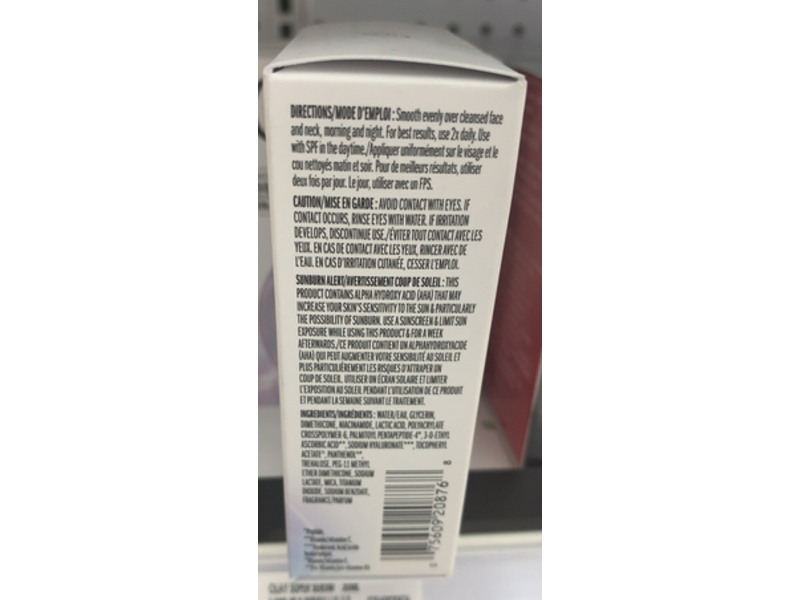 DIRECTIONS/MODE D'EMPLOI : Smooth evenly over cleansed face
and neck, morning and night. For best results, use 2x daily. Use
with SPF in the daytime./Appliquer uniformément sur le visage et le
cou nettoyés matin et soir. Pour de meilleurs résultats, utiliser
deux fois par jour. Le jour, utiliser avec un FPS.
CAUTION/MISE EN GARDE : AVOID CONTACT WITH EYES. IF
CONTACT OCCURS, RINSE EYES WITH WATER. IF IRRITATION
DEVELOPS, DISCONTINUE USE./ÉVITER TOUT CONTACT AVEC LES
YEUX. EN CAS DE CONTACT AVEC LES YEUX, RINCER AVEC DE
L'EAU. EN CAS D'IRRITATION CUTANÉE, CESSER L'EMPLOI.
SUNBURN ALERT/AVERTISSEMENT COUP DE SOLEIL : THIS
PRODUCT CONTAINS ALPHA HYDROXY ACID (AHA) THAT MAY
INCREASE YOUR SKIN'S SENSITIVITY TO THE SUN & PARTICULARLY
THE POSSIBILITY OF SUNBURN. USE A SUNSCREEN & LIMIT SUN
EXPOSURE WHILE USING THIS PRODUCT & FOR A WEEK
AFTERWARDS./CE PRODUIT CONTIENT UN ALPHAHYDROXYACIDE
(AHA) QUI PEUT AUGMENTER VOTRE SENSIBILITÉ AU SOLEIL ET
PLUS PARTICULIÈREMENT LES RISQUES D'ATTRAPER UN
COUP DE SOLEIL. UTILISER UN ÉCRAN SOLAIRE ET LIMITER
L'EXPOSITION AU SOLEIL PENDANT L'UTILISATION DE CE PRODUIT
ET PENDANT LA SEMAINE SUIVANT LE TRAITEMENT.
INGREDIENTS/INGRÉDIENTS : WATER/EAU, GLYCERIN,
DIMETHICONE, NIACINAMIDE, LACTIC ACID, POLYACRYLATE
CROSSPOLYMER-6, PALMITOYL PENTAPEPTIDE-4*, 3-O-ETHYL
ASCORBIC ACID**, SODIUM HYALURONATE***, TOCOPHERYL
ACETATE*, PANTHENOL**,
TREHALOSE, PEG-11 METHYL
ETHER DIMETHICONE, SODIUM
LACTATE, MICA, TITANIUM
DIOXIDE, SODIUM BENZOATE,
FRAGRANCE/PARFUM
75609 20876 8
OLAY SUPER SERUM